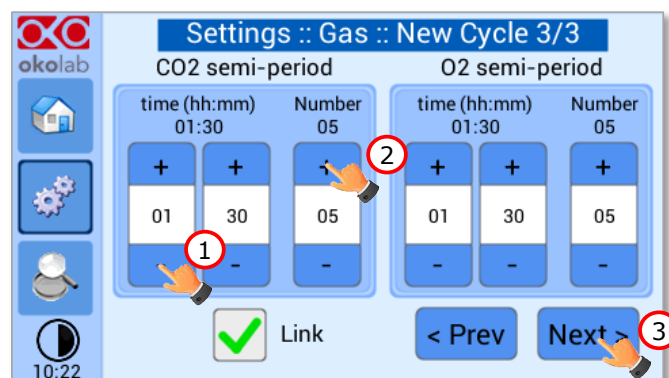 Settings :: Gas :: New Cycle 3/3
okolab
CO2 semi-period
O2 semi-period
time (hh:mm)
Number
01:30
05
+
+
+
01
30
05
-
-
time (hh:mm)
Number
01:30
05
+
+
+
01
30
05
-
-
-
1
2
Link
< Prev
Next >
3
10:22